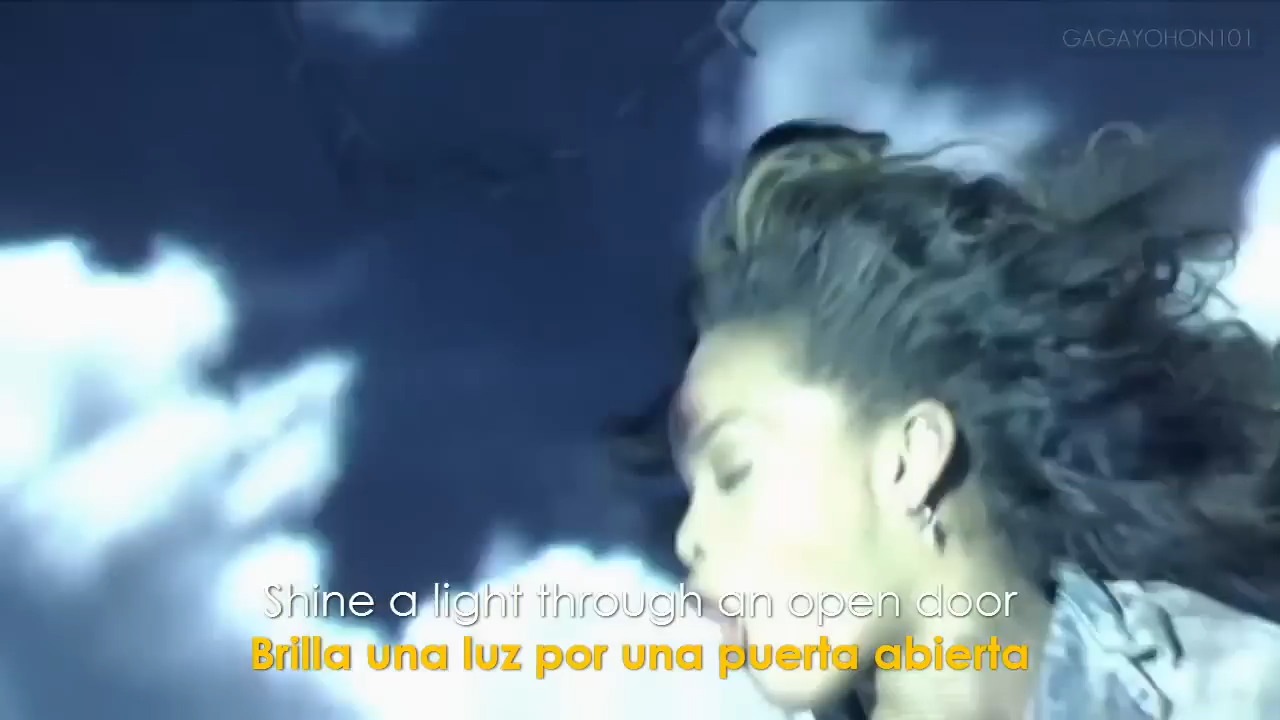 GAGAYOHON101
Shine a light through an open door
Brilla una luz por una puerta abierta